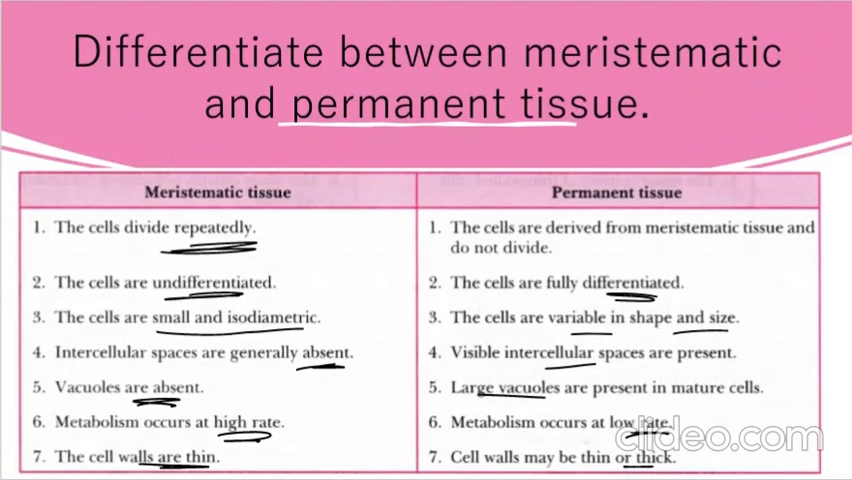 Differentiate between meristematic
and permanent tissue.
Meristematic tissue
Permanent tissue
1. The cells divide repeatedly.
1. The cells are derived from meristematic tissue and
do not divide.
2. The cells are undifferentiated.
2. The cells are fully differentiated.
3. The cells are small and isodiametric.
3. The cells are variable in shape and size.
4. Intercellular spaces are generally absent.
4. Visible intercellular spaces are present.
5. Vacuoles are absent.
5. Large vacuoles are present in mature cells.
6. Metabolism occurs at high rate.
6. Metabolism occurs at low rate.
7. The cell walls are thin.
7. Cell walls may be thin or thick.
clideo.com